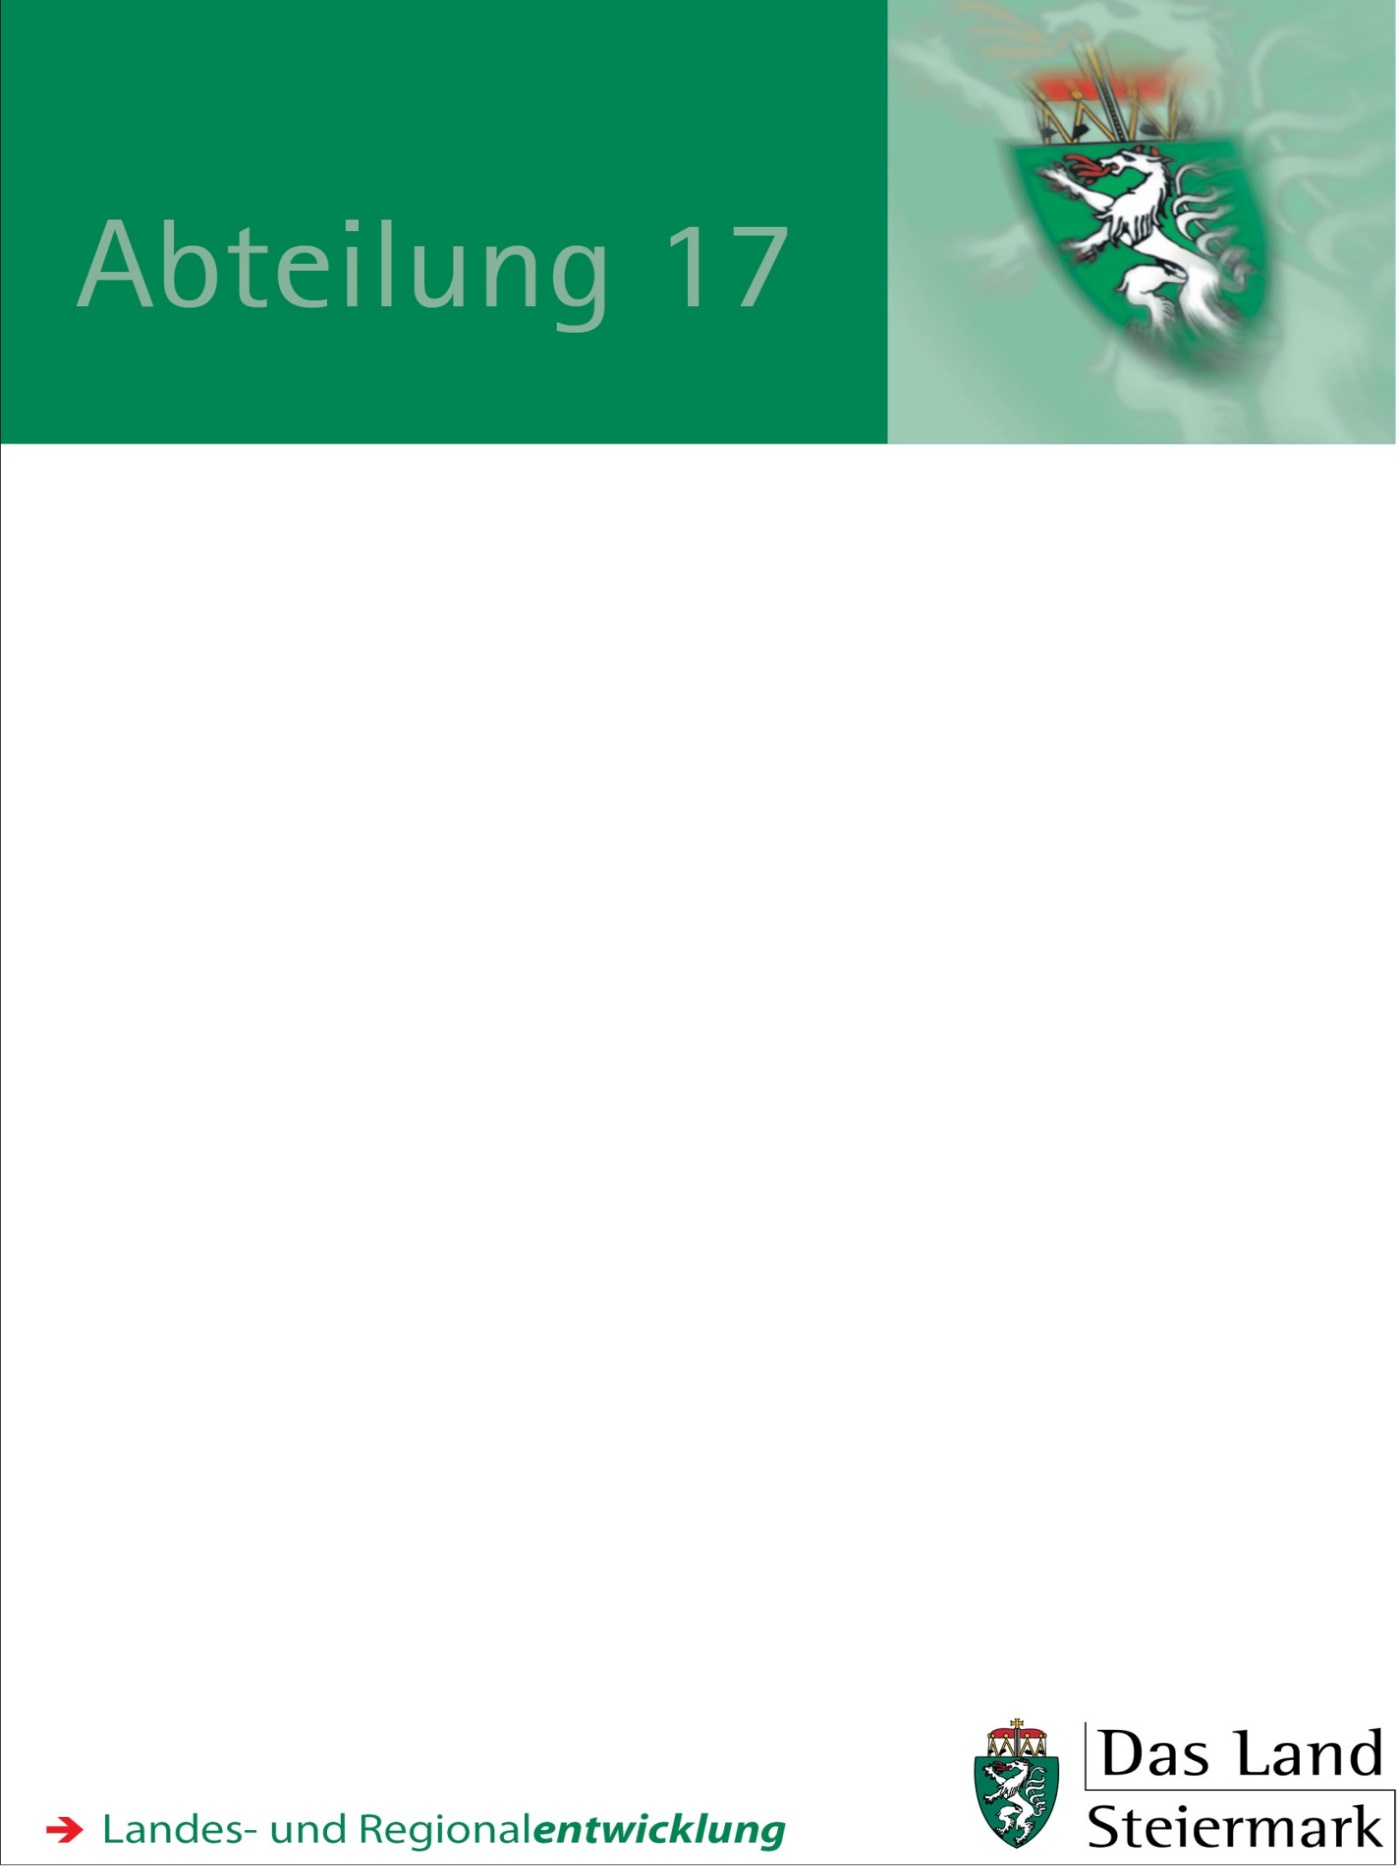 Abteilung 17
➔ Landes- und Regionalentwicklung
Das Land
Steiermark